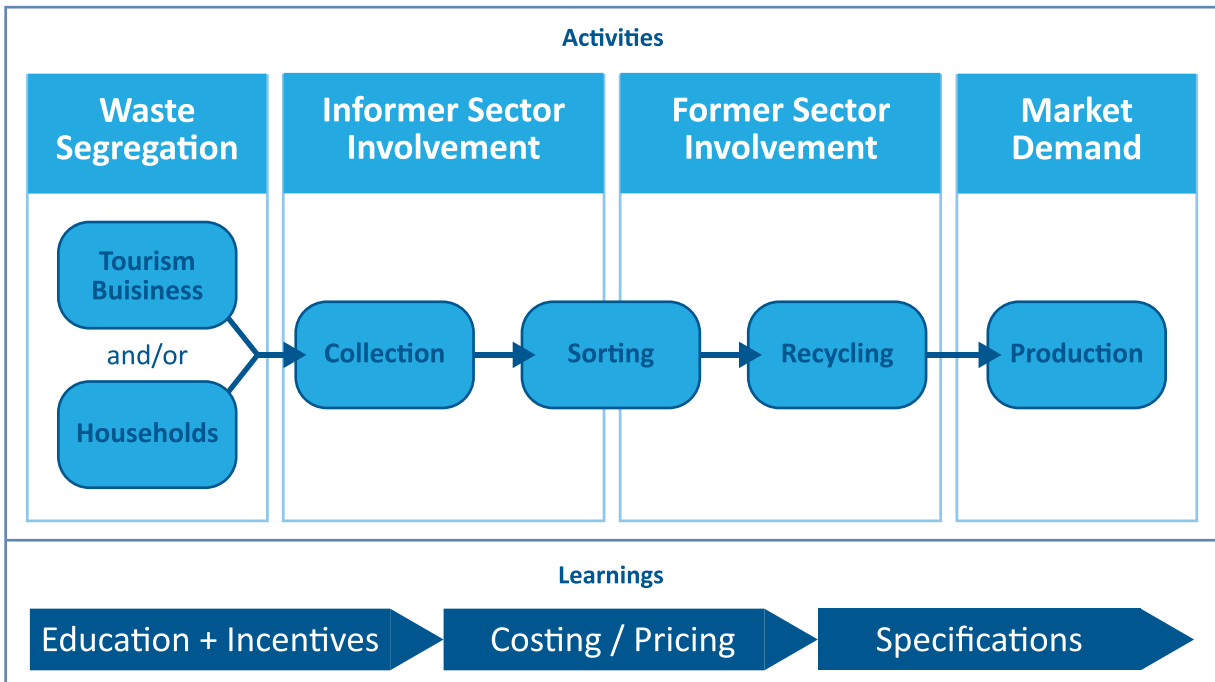 Activities
Waste
Segregation
Informer Sector
Involvement
Former Sector
Involvement
Market
Demand
Tourism
Buisiness
and/or
Households
Collection
Sorting
Recycling
Production
Learnings
Education + Incentives
Costing / Pricing
Specifications